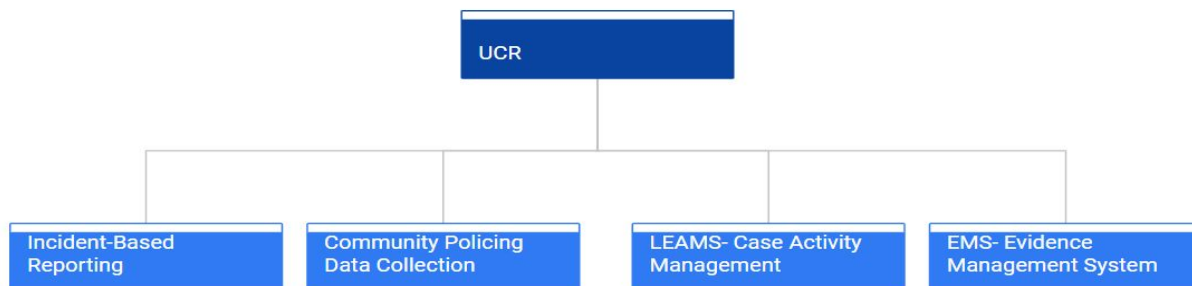 UCR
Incident-Based
Reporting
Community Policing
Data Collection
LEAMS- Case Activity
Management
EMS- Evidence
Management System